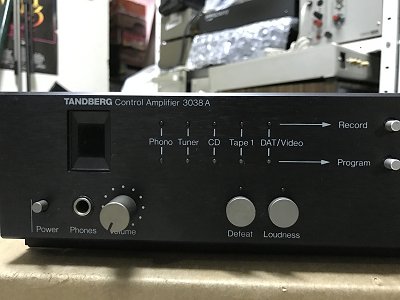 TANDBERG Control Amplifier 3038 A
Record
Phono Tuner CD Tape 1 DAT/Video
Program
Power Phones Volume Defeat Loudness